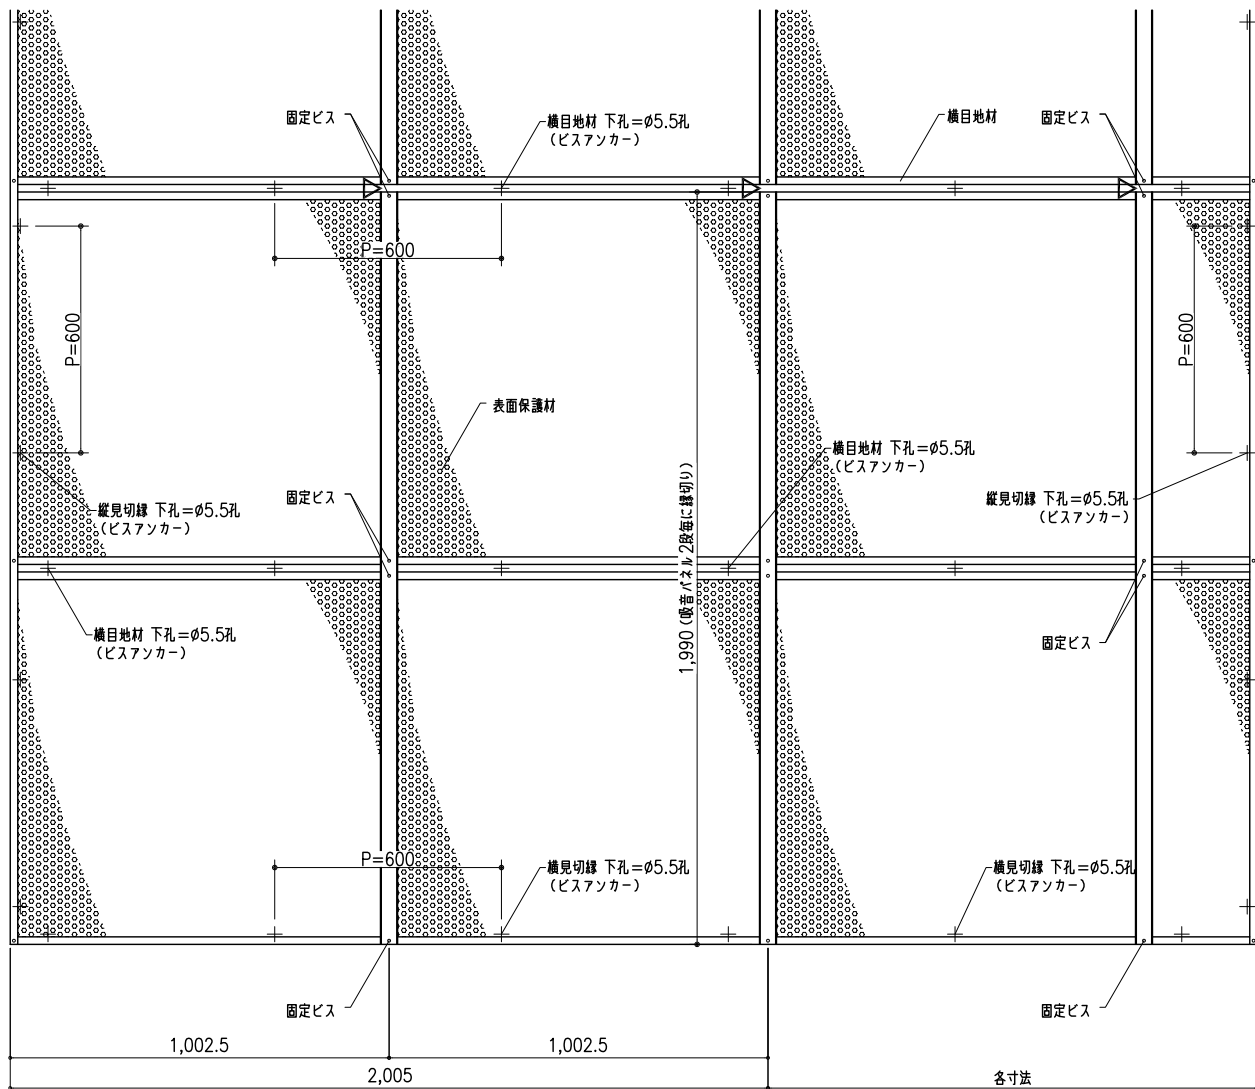 固定ビス
横目地材 下孔=ø5.5孔
(ビスアンカー)
横目地材
固定ビス
P=600
P=600
P=600
表面保護材
横目地材 下孔=ø5.5孔
(ビスアンカー)
縦見切縁 下孔=ø5.5孔
(ビスアンカー)
固定ビス
縦見切縁 下孔=ø5.5孔
(ビスアンカー)
1,990(吸音パネル2段毎に縁切り)
横目地材 下孔=ø5.5孔
(ビスアンカー)
固定ビス
P=600
横見切縁 下孔=ø5.5孔
(ビスアンカー)
横見切縁 下孔=ø5.5孔
(ビスアンカー)
固定ビス
固定ビス
1,002.5
1,002.5
2,005
各寸法